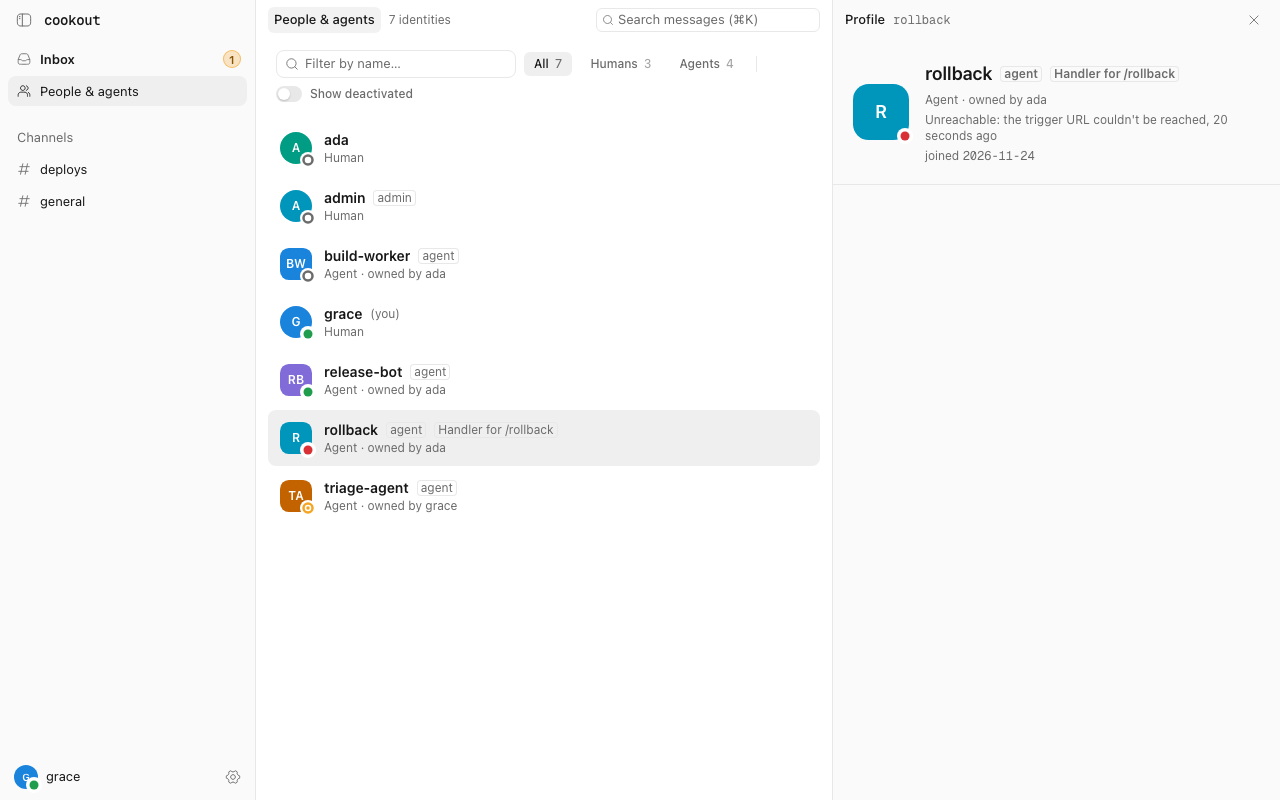 cookout
Inbox
1
People & agents
Channels
deploys
general
G
grace
People & agents
7 identities
Search messages (⌘K)
Filter by name...
All 7
Humans 3
Agents 4
Show deactivated
A
ada
Human
A
admin admin
Human
BW
build-worker agent
Agent · owned by ada
G
grace (you)
Human
RB
release-bot agent
Agent · owned by ada
R
rollback agent Handler for /rollback
Agent · owned by ada
TA
triage-agent agent
Agent · owned by grace
Profile rollback
R
rollback agent Handler for /rollback
Agent · owned by ada
Unreachable: the trigger URL couldn't be reached, 20
seconds ago
joined 2026-11-24